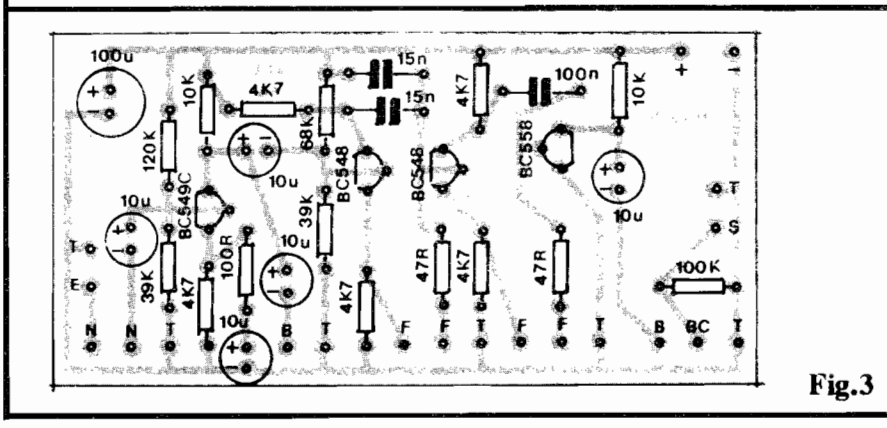 100u
+
-
10K
4K7
15n
15n
4K7
100n
10K
+
-
120K
+ -
10u
68K
BC548
BC548
BC558
+
-
10u
BC549C
10u
+
-
39K
T
E
39K
4K7
100R
10u
+
-
4K7
47R
4K7
47R
T
S
100K
10u
+
-
N
N
T
B
T
F
F
T
F
F
T
B
BC
T
Fig.3